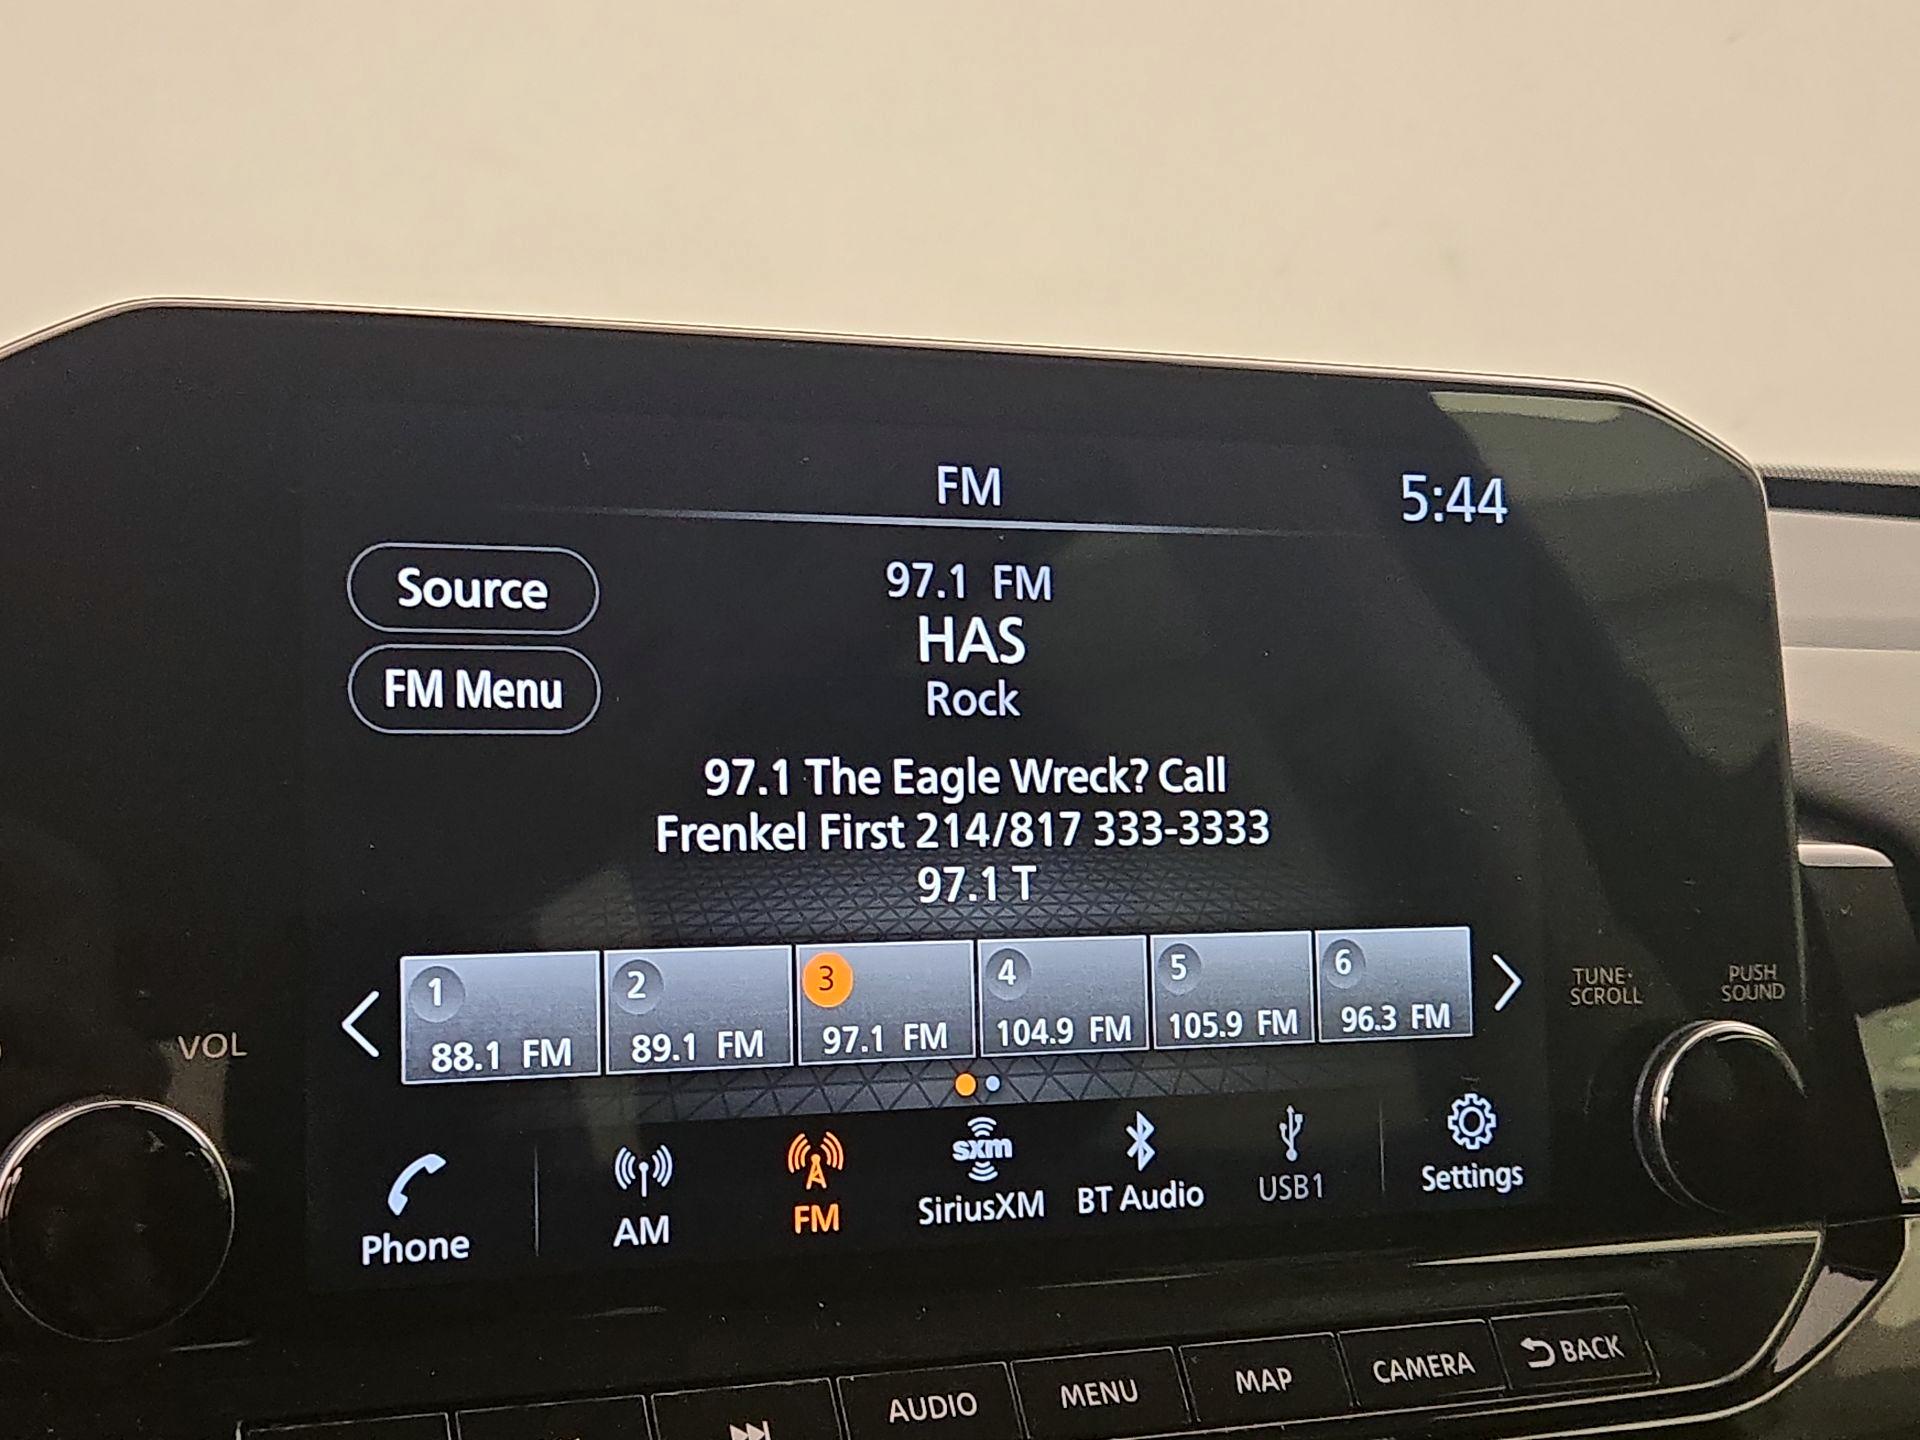 FM
5:44
Source
FM Menu
97.1 FM
HAS
Rock
97.1 The Eagle Wreck? Call
Frenkel First 214/817 333-3333
97.1 T
1
88.1 FM
2
89.1 FM
3
97.1 FM
4
104.9 FM
5
105.9 FM
6
96.3 FM
VOL
TUNE·
SCROLL
PUSH
SOUND
Phone
AM
FM
sxm
SiriusXM
BT Audio
USB1
Settings
AUDIO
MENU
MAP
CAMERA
BACK